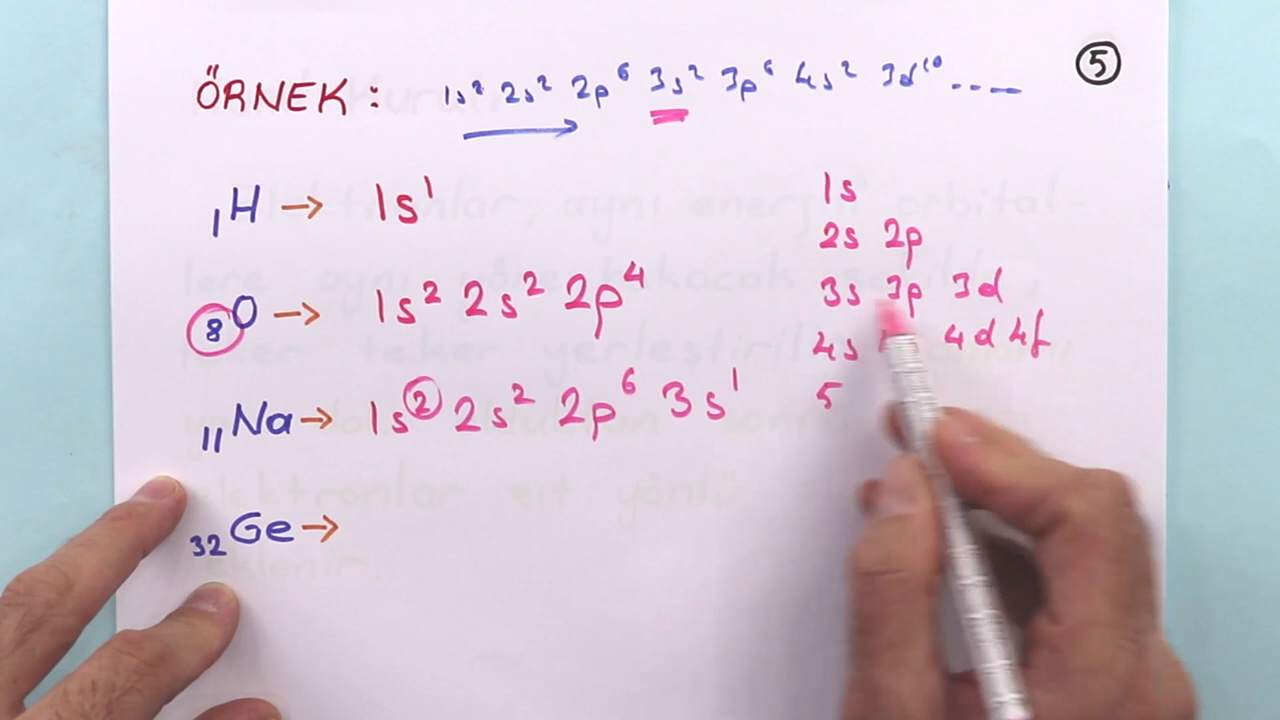 ÖRNEK : 1s² 2s² 2p⁶ 3s² 3p⁶ 4s² 3d¹⁰ ....
5
₁H → 1s¹
₈O → 1s² 2s² 2p⁴
₁₁Na → 1s² 2s² 2p⁶ 3s¹
₃₂Ge →
1s
2s 2p
3s 3p 3d
4s 4d 4f
5